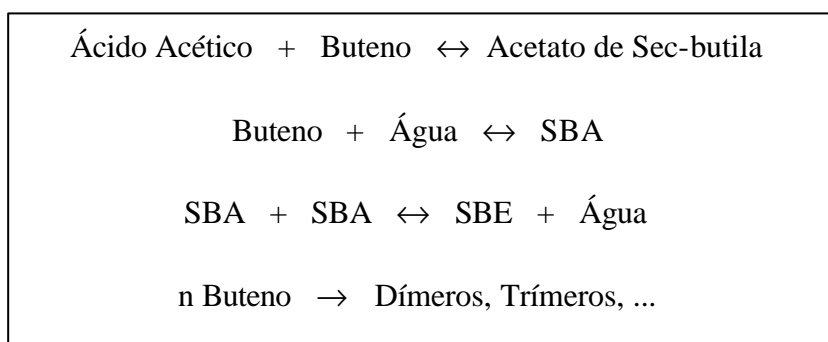 Ácido Acético + Buteno ↔ Acetato de Sec-butila
Buteno + Água ↔ SBA
SBA + SBA ↔ SBE + Água
n Buteno → Dímeros, Trímeros, ...